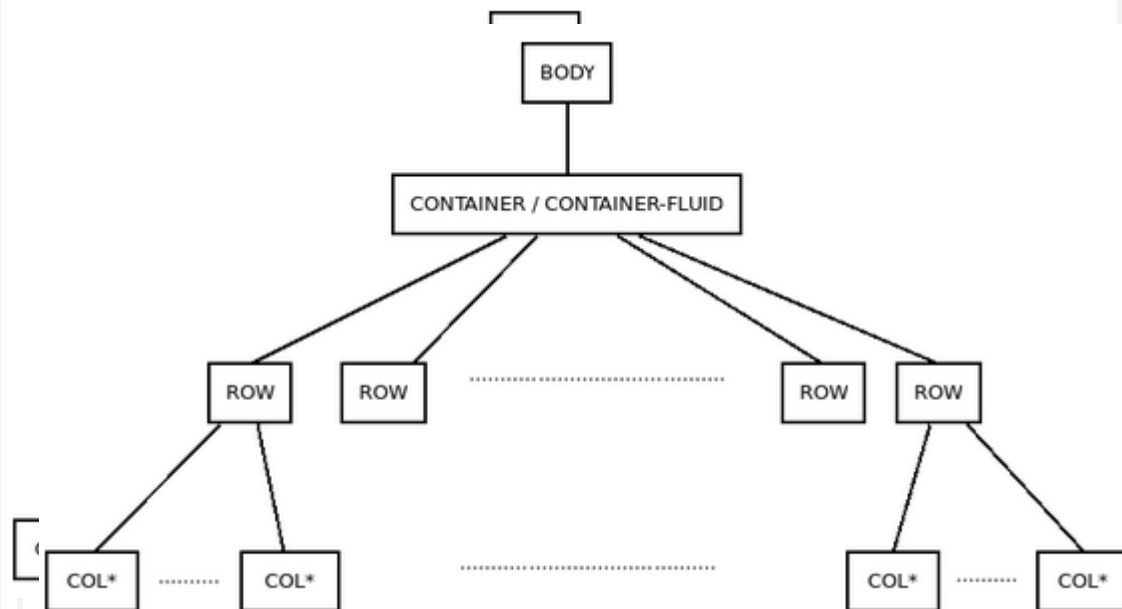 BODY
CONTAINER / CONTAINER-FLUID
ROW ROW ROW ROW
COL* COL* COL* COL*